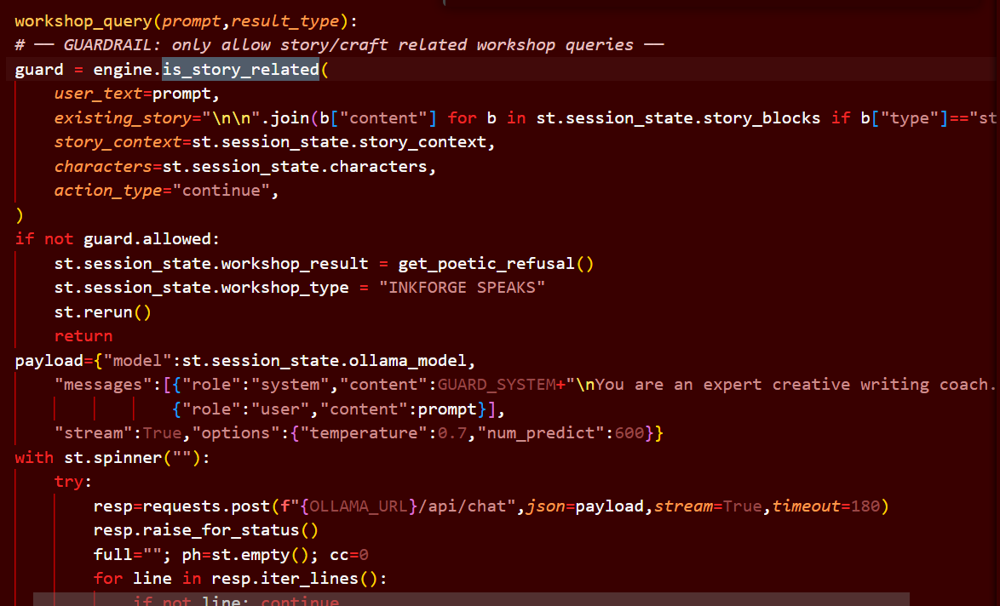 workshop_query(prompt,result_type):
# —— GUARDRAIL: only allow story/craft related workshop queries ——
guard = engine.is_story_related(
    user_text=prompt,
    existing_story="\n\n".join(b["content"] for b in st.session_state.story_blocks if b["type"]=="st
    story_context=st.session_state.story_context,
    characters=st.session_state.characters,
    action_type="continue",
)
if not guard.allowed:
    st.session_state.workshop_result = get_poetic_refusal()
    st.session_state.workshop_type = "INKFORGE SPEAKS"
    st.rerun()
    return
payload={"model":st.session_state.ollama_model,
    "messages":[{"role":"system","content":GUARD_SYSTEM+"\nYou are an expert creative writing coach.
                {"role":"user","content":prompt}],
    "stream":True,"options":{"temperature":0.7,"num_predict":600}}
with st.spinner(""):
    try:
        resp=requests.post(f"{OLLAMA_URL}/api/chat",json=payload,stream=True,timeout=180)
        resp.raise_for_status()
        full=""; ph=st.empty(); cc=0
        for line in resp.iter_lines():
            if not line: continue